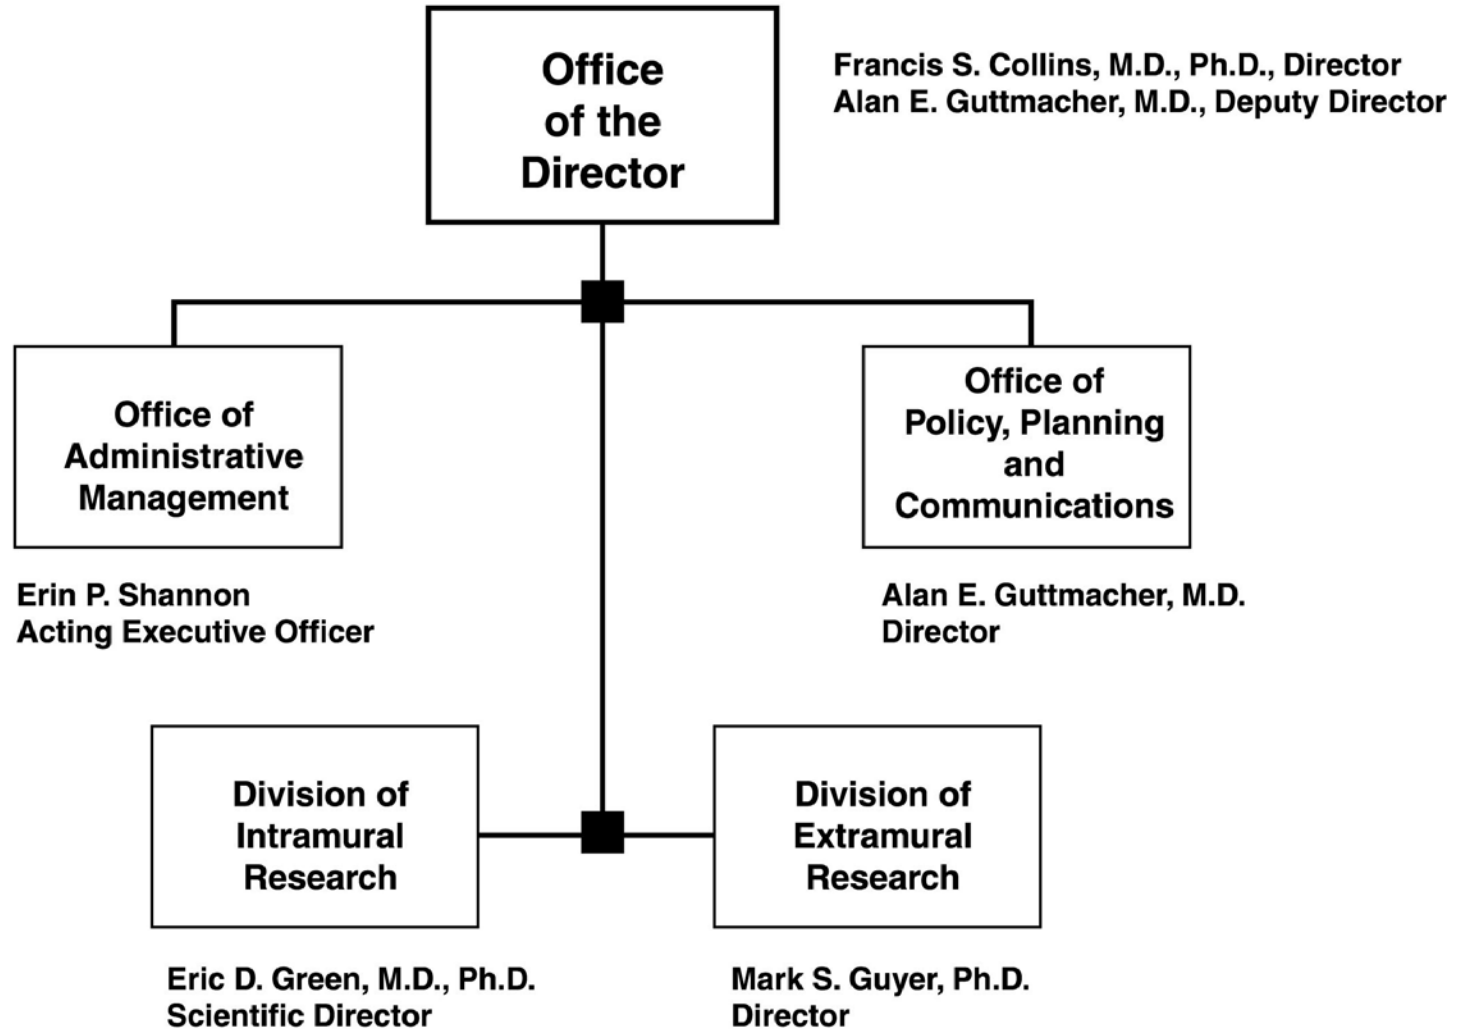 Office
of the
Director
Francis S. Collins, M.D., Ph.D., Director
Alan E. Guttmacher, M.D., Deputy Director
Office of
Administrative
Management
Erin P. Shannon
Acting Executive Officer
Office of
Policy, Planning
and
Communications
Alan E. Guttmacher, M.D.
Director
Division of
Intramural
Research
Eric D. Green, M.D., Ph.D.
Scientific Director
Division of
Extramural
Research
Mark S. Guyer, Ph.D.
Director